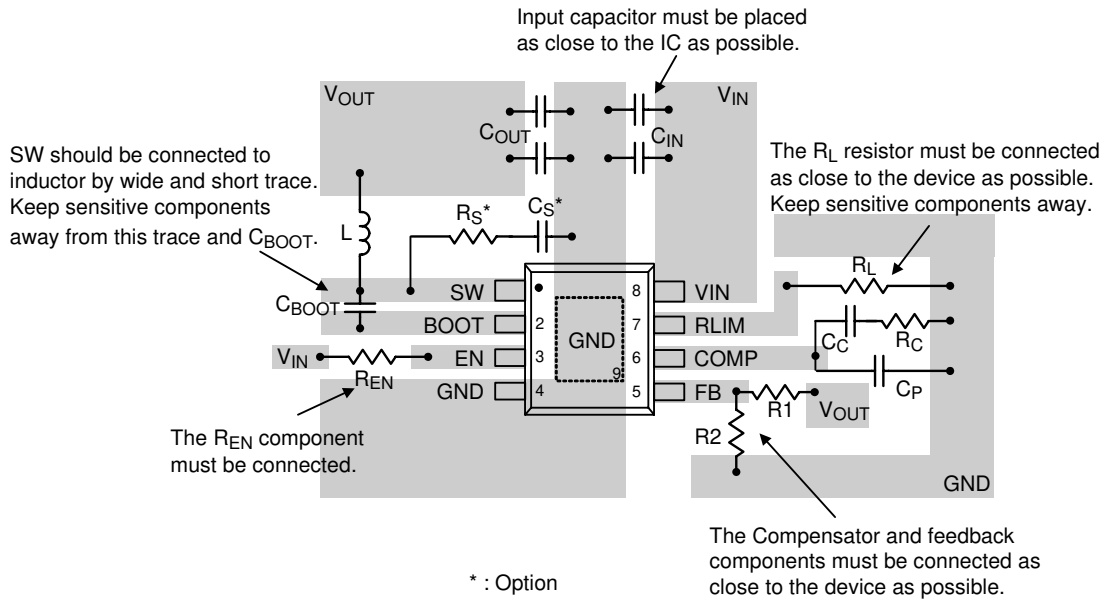 Input capacitor must be placed
as close to the IC as possible.
VOUT
VIN
COUT
CIN
SW should be connected to
inductor by wide and short trace.
Keep sensitive components
away from this trace and CBOOT.
The RL resistor must be connected
as close to the device as possible.
Keep sensitive components away.
L
RS*
CS*
RL
CBOOT
SW
8
VIN
BOOT
2
7
RLIM
CC
RC
GND
VIN
EN
3
6
COMP
REN
CP
9
GND
4
5
FB
R1
VOUT
R2
The REN component
must be connected.
GND
The Compensator and feedback
components must be connected as
close to the device as possible.
* : Option